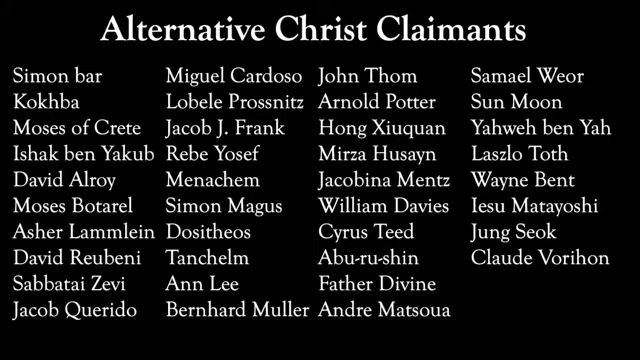 Alternative Christ Claimants
Simon bar
Kokhba
Moses of Crete
Ishak ben Yakub
David Alroy
Moses Botarel
Asher Lammlein
David Reubeni
Sabbatai Zevi
Jacob Querido
Miguel Cardoso
Lobele Prossnitz
Jacob J. Frank
Rebe Yosef
Menachem
Simon Magus
Dositheos
Tanchelm
Ann Lee
Bernhard Muller
John Thom
Arnold Potter
Hong Xiuquan
Mirza Husayn
Jacobina Mentz
William Davies
Cyrus Teed
Abu-ru-shin
Father Divine
Andre Matsoua
Samael Weor
Sun Moon
Yahweh ben Yah
Laszlo Toth
Wayne Bent
Iesu Matayoshi
Jung Seok
Claude Vorihon